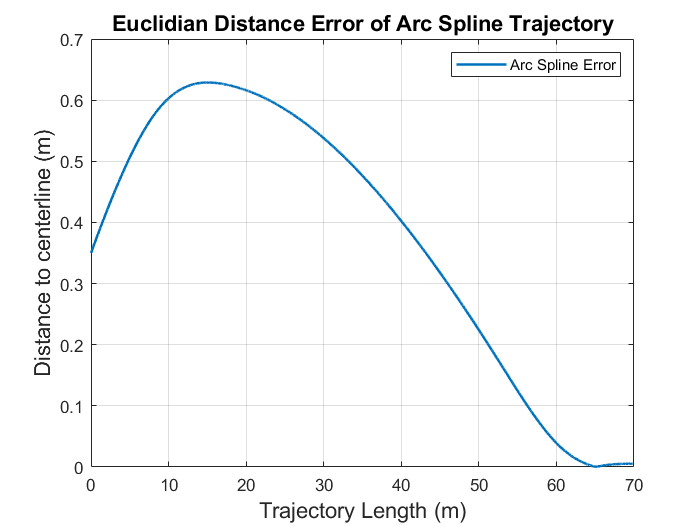 Euclidian Distance Error of Arc Spline Trajectory
Arc Spline Error
Distance to centerline (m)
0.7
0.6
0.5
0.4
0.3
0.2
0.1
0
0 10 20 30 40 50 60 70
Trajectory Length (m)